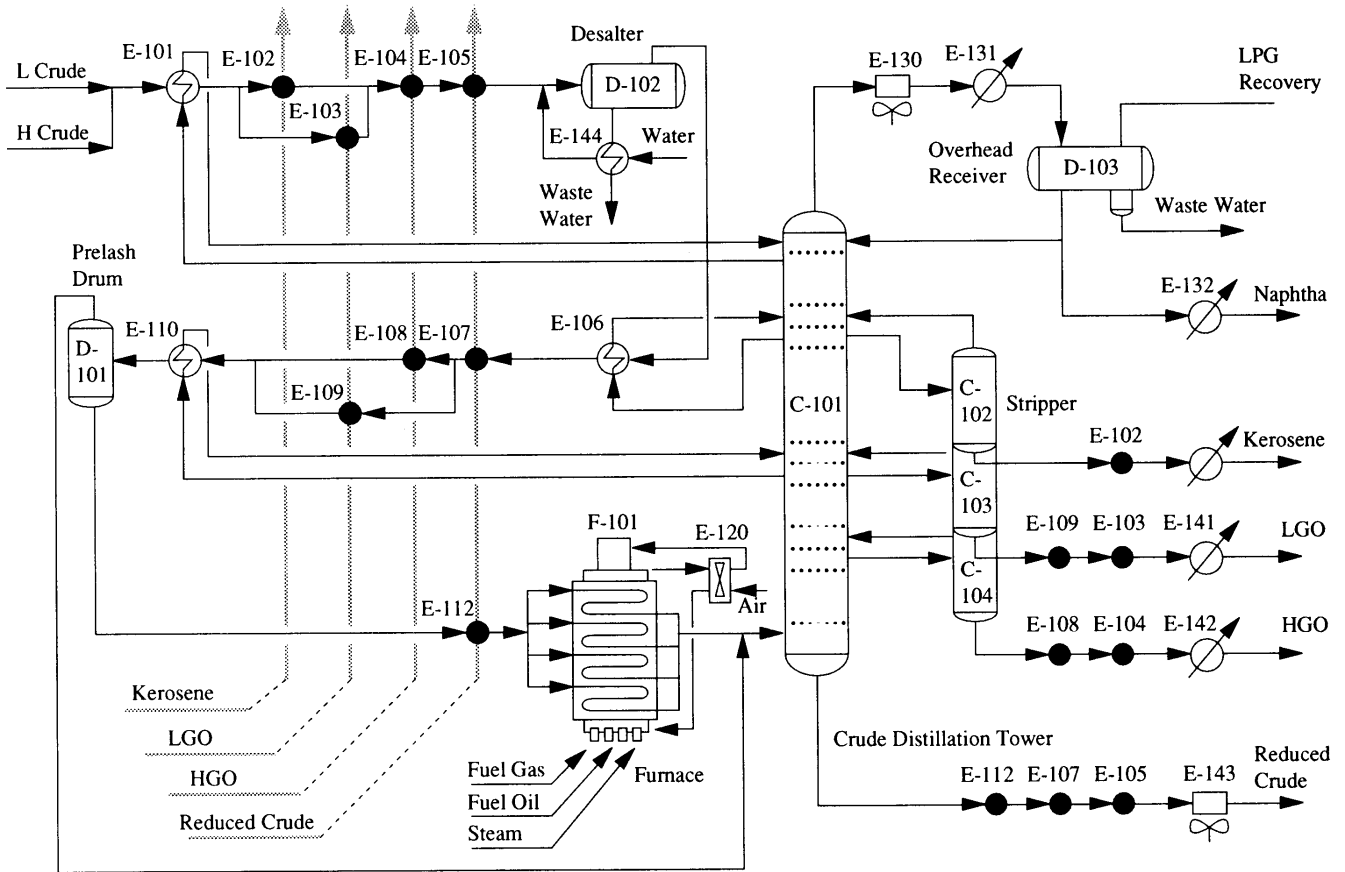 E-101
L Crude
H Crude
E-102
E-103
E-104
E-105
Desalter
D-102
E-144
Water
Waste
Water
E-130
E-131
LPG
Recovery
Overhead
Receiver
D-103
Waste Water
E-132
Naphtha
Prelash
Drum
D-
101
E-110
E-108
E-107
E-109
E-106
C-101
C-
102
Stripper
C-
103
C-
104
E-102
Kerosene
E-109
E-103
E-141
LGO
E-108
E-104
E-142
HGO
F-101
E-120
Air
E-112
Kerosene
LGO
HGO
Reduced Crude
Fuel Gas
Fuel Oil
Steam
Furnace
Crude Distillation Tower
E-112
E-107
E-105
E-143
Reduced
Crude